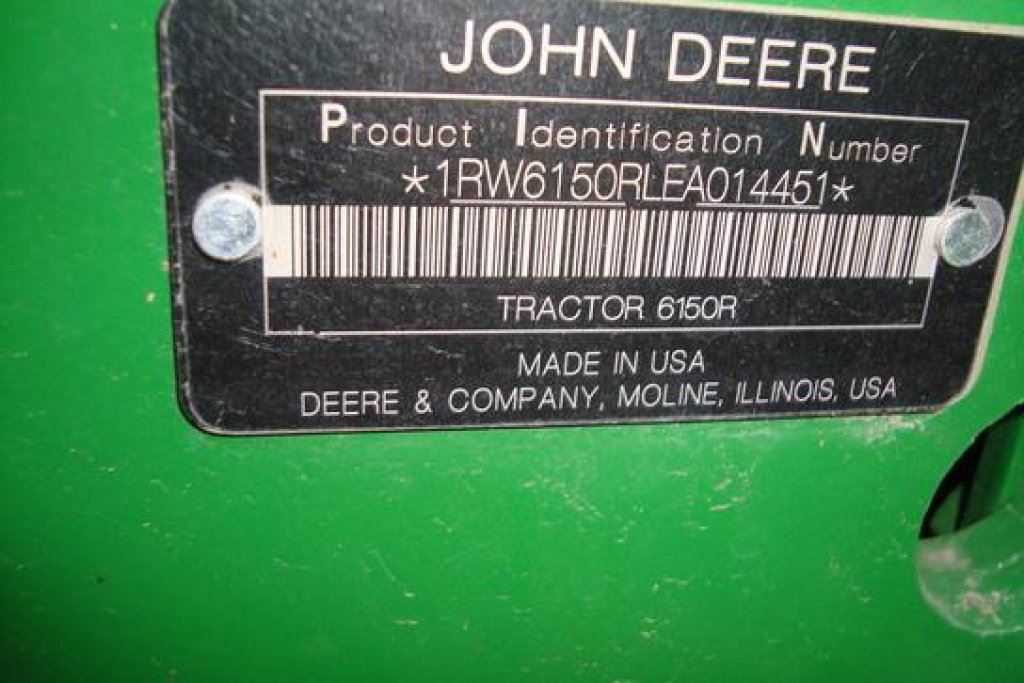 JOHN DEERE
Product Identification Number
*1RW6150RLEA014451*
TRACTOR 6150R
MADE IN USA
DEERE & COMPANY, MOLINE, ILLINOIS, USA